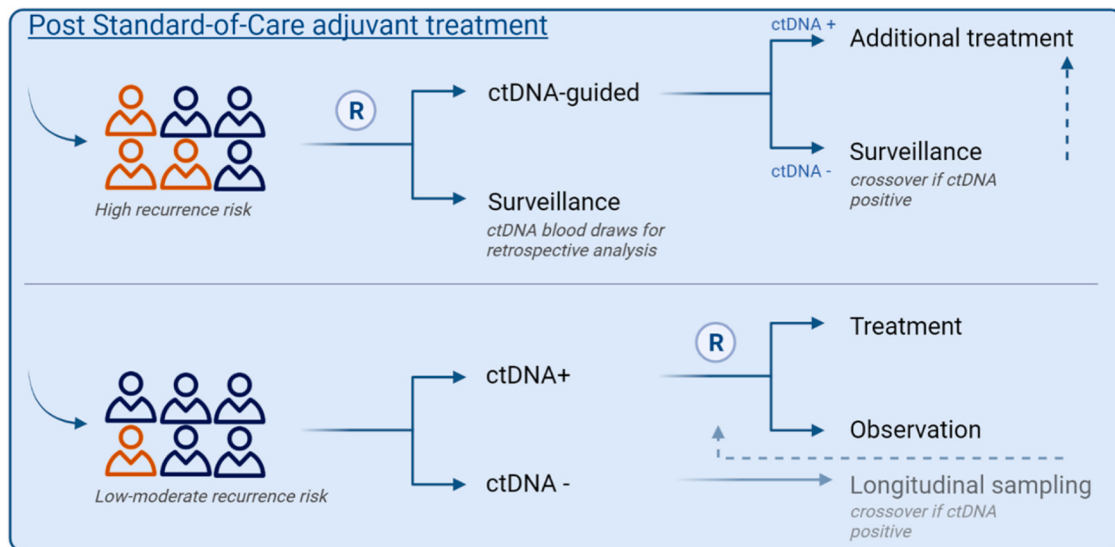 Post Standard-of-Care adjuvant treatment
High recurrence risk
R
ctDNA-guided
Surveillance
ctDNA blood draws for
retrospective analysis
ctDNA +
Additional treatment
ctDNA -
Surveillance
crossover if ctDNA
positive
Low-moderate recurrence risk
ctDNA+
ctDNA -
R
Treatment
Observation
Longitudinal sampling
crossover if ctDNA
positive